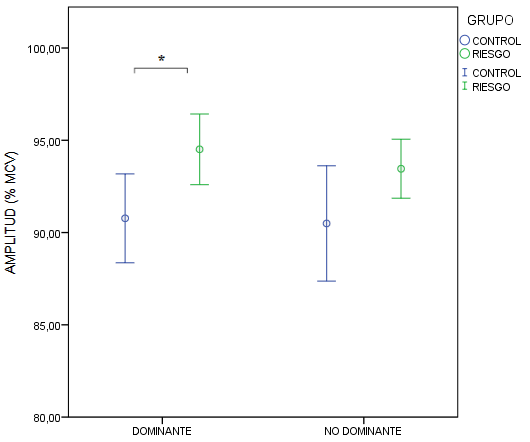 GRUPO
CONTROL
RIESGO
CONTROL
RIESGO
*
AMPLITUD (% MCV)
100,00
95,00
90,00
85,00
80,00
DOMINANTE
NO DOMINANTE